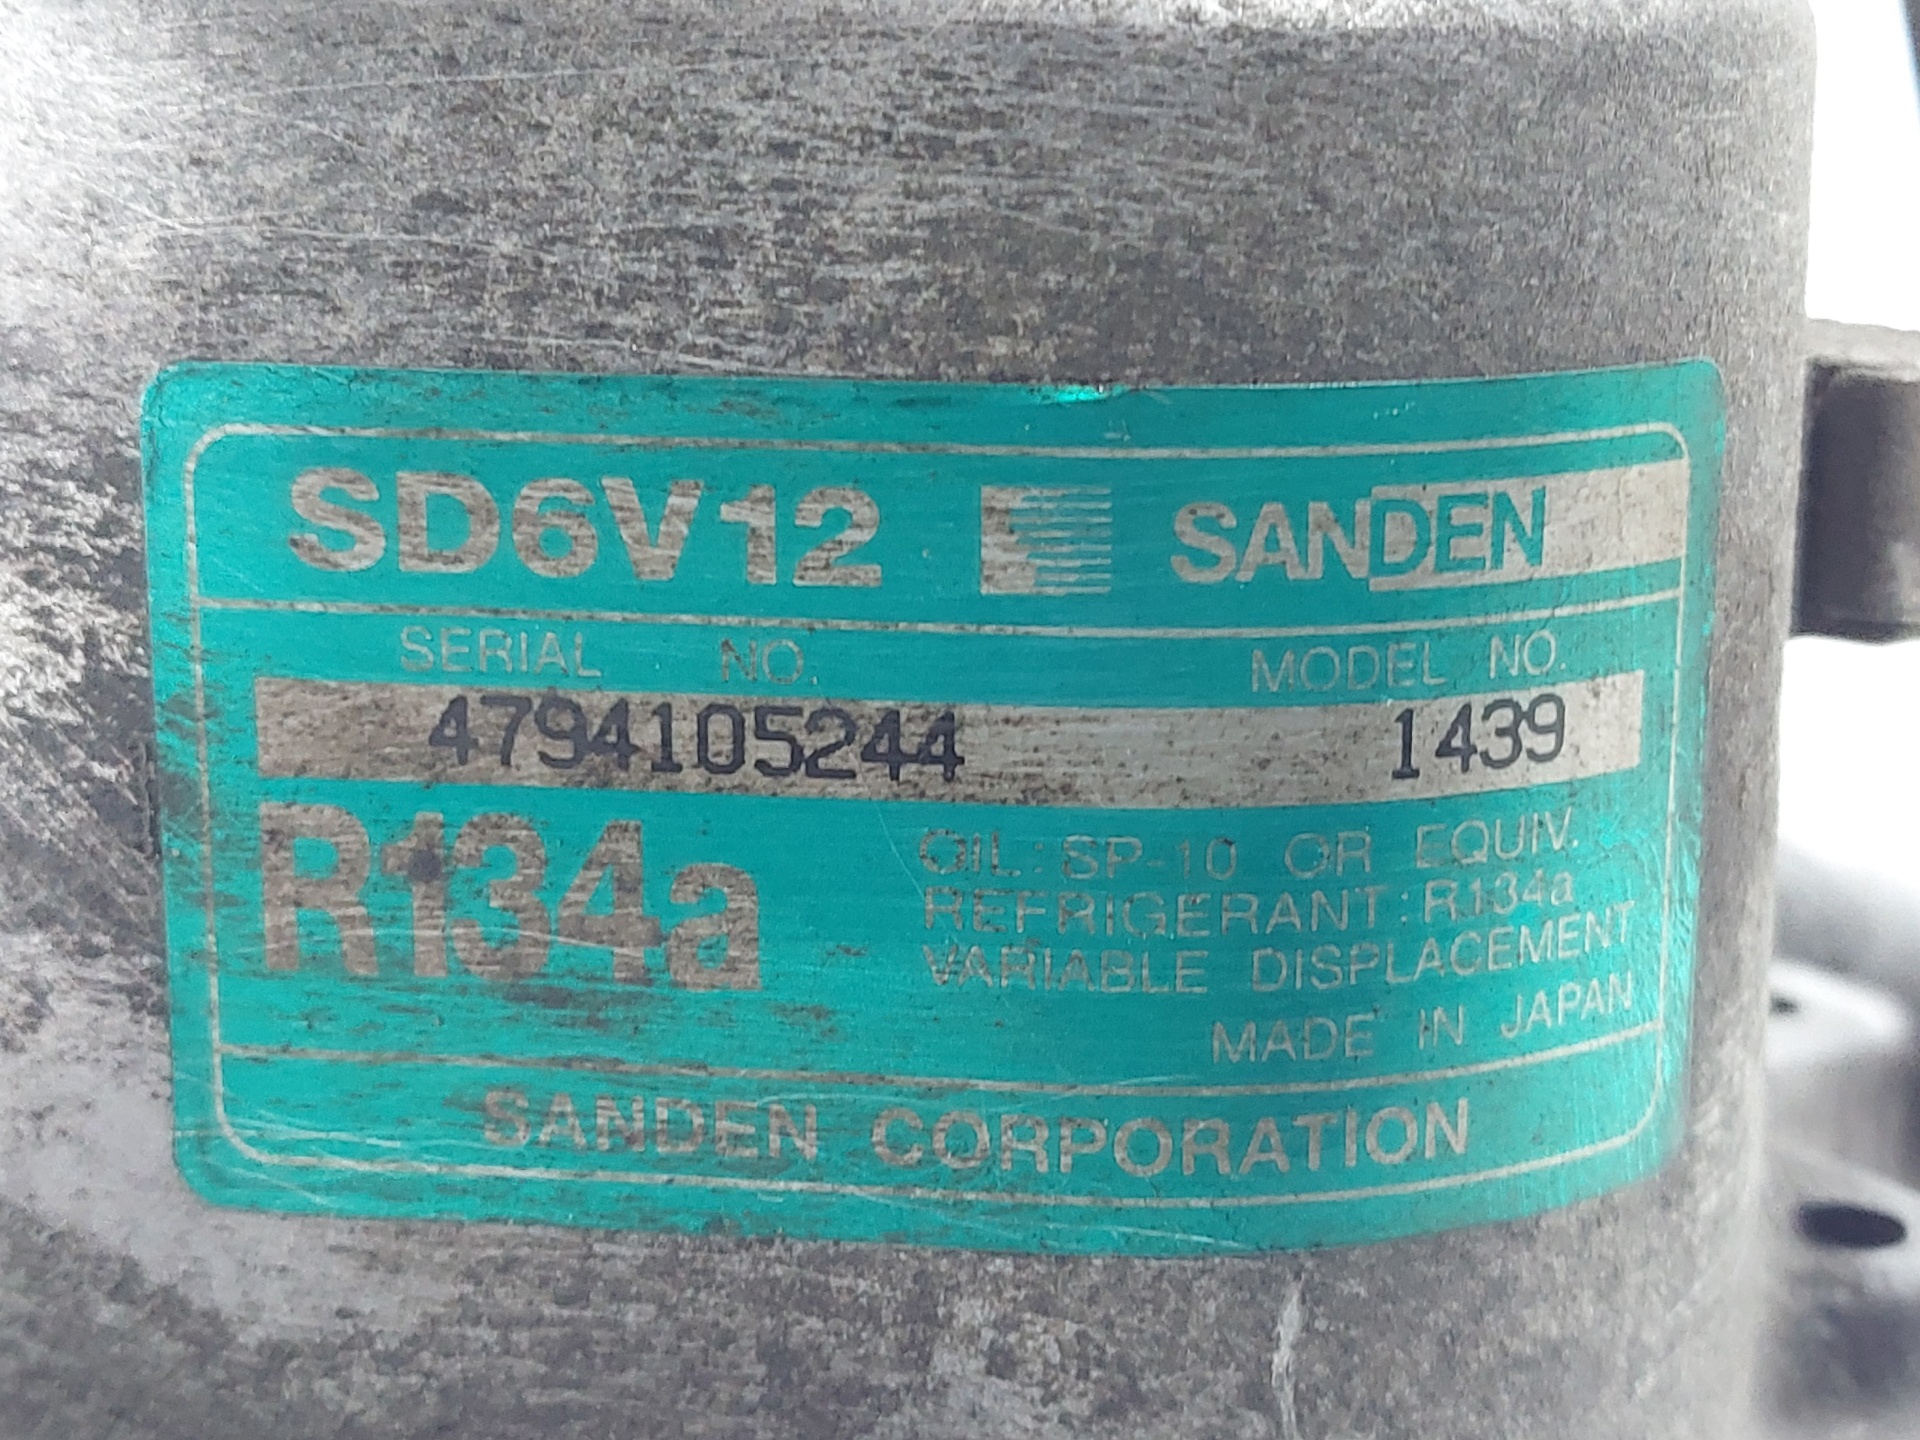 SD6V12 SANDEN
SERIAL NO. MODEL NO.
4794105244 1439
R134a
OIL: SP-10 OR EQUIV.
REFRIGERANT: R134a
VARIABLE DISPLACEMENT
MADE IN JAPAN
SANDEN CORPORATION